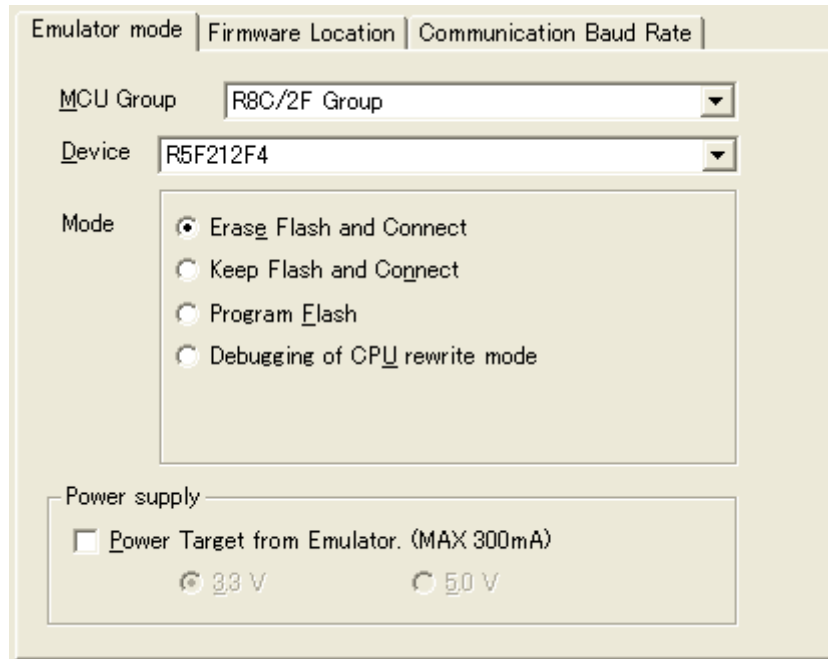 Emulator mode Firmware Location Communication Baud Rate
MCU Group R8C/2F Group
Device R5F212F4
Mode
Erase Flash and Connect
Keep Flash and Connect
Program Flash
Debugging of CPU rewrite mode
Power supply
Power Target from Emulator. (MAX 300mA)
3.3 V 5.0 V